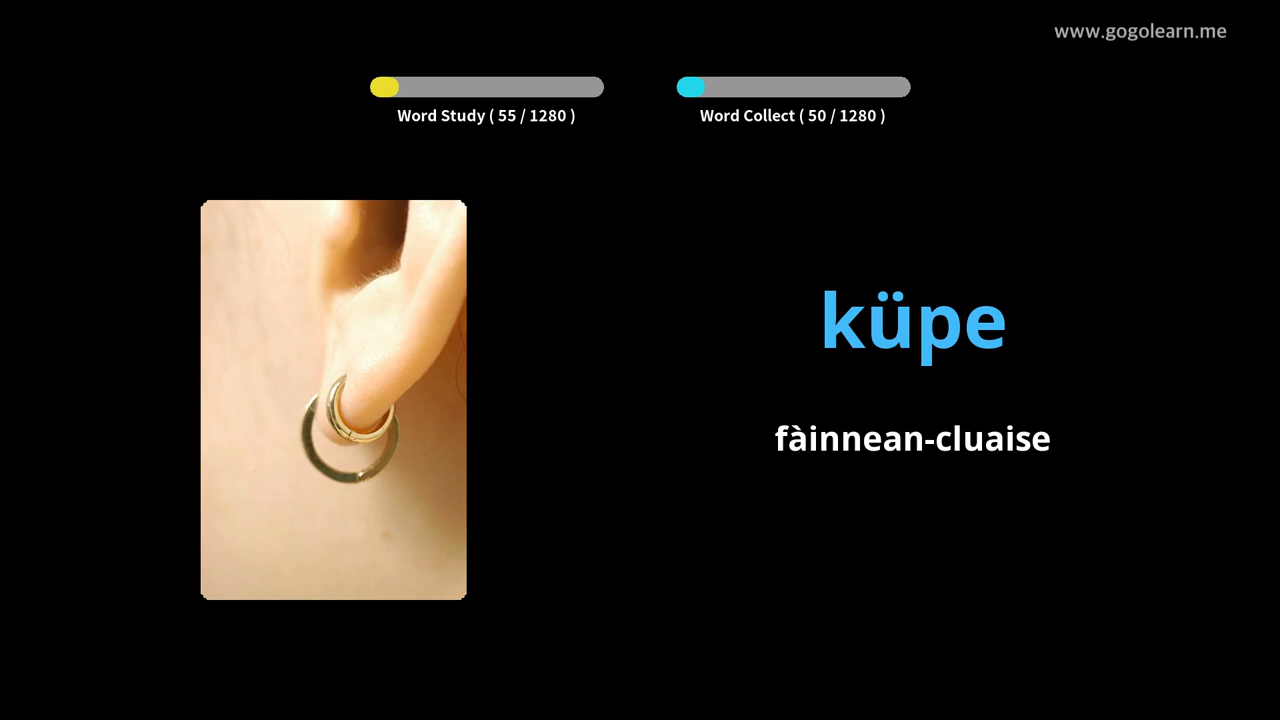 www.gogolearn.me
Word Study ( 55 / 1280 )
Word Collect ( 50 / 1280 )
küpe
fàinnean-cluaise